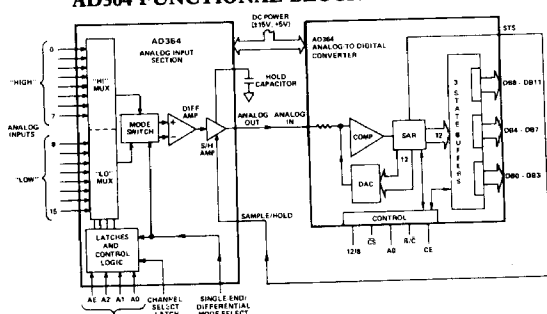 AD364 FUNCTIONAL BLOCK
AD364
ANALOG INPUT
SECTION
DC POWER
(±15V, +5V)
AD364
ANALOG TO DIGITAL
CONVERTER
STS
0
"HIGH"
7
ANALOG
INPUTS
8
"LOW"
15
"HI"
MUX
"LO"
MUX
MODE
SWITCH
DIFF
AMP
S/H
AMP
HOLD
CAPACITOR
ANALOG
OUT
ANALOG
IN
COMP
SAR
12
12
DAC
3
STATE
BUFFERS
DB8 - DB11
DB4 - DB7
DB0 - DB3
SAMPLE/HOLD
CONTROL
12/8
CS
A0
R/C
CE
LATCHES
AND
CONTROL
LOGIC
AE A2 A1 A0
CHANNEL
SELECT
LATCH
SINGLE-END/
DIFFERENTIAL
MODE SELECT